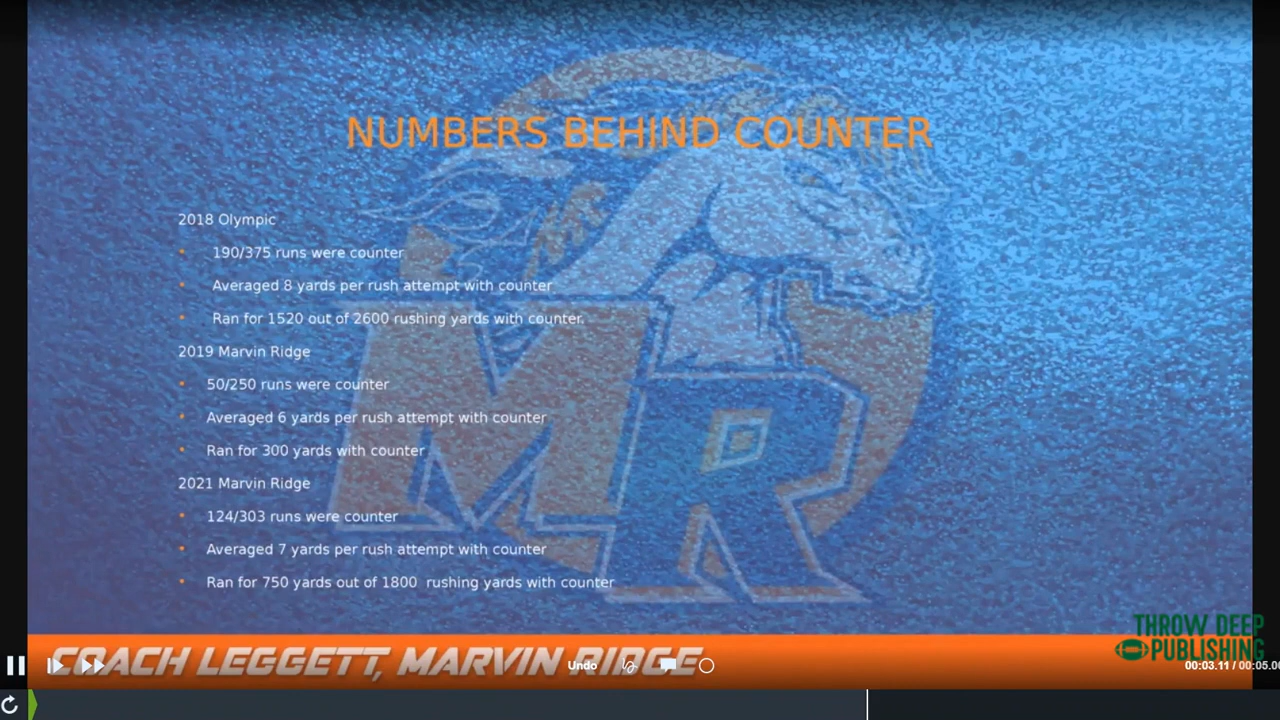 NUMBERS BEHIND COUNTER
2018 Olympic
• 190/375 runs were counter
• Averaged 8 yards per rush attempt with counter
• Ran for 1520 out of 2600 rushing yards with counter.
2019 Marvin Ridge
• 50/250 runs were counter
• Averaged 6 yards per rush attempt with counter
• Ran for 300 yards with counter
2021 Marvin Ridge
• 124/303 runs were counter
• Averaged 7 yards per rush attempt with counter
• Ran for 750 yards out of 1800 rushing yards with counter
MR
MR
THROW DEEP
PUBLISHING
COACH LEGGETT, MARVIN RIDGE
Undo
00:03.11 / 00:05.00